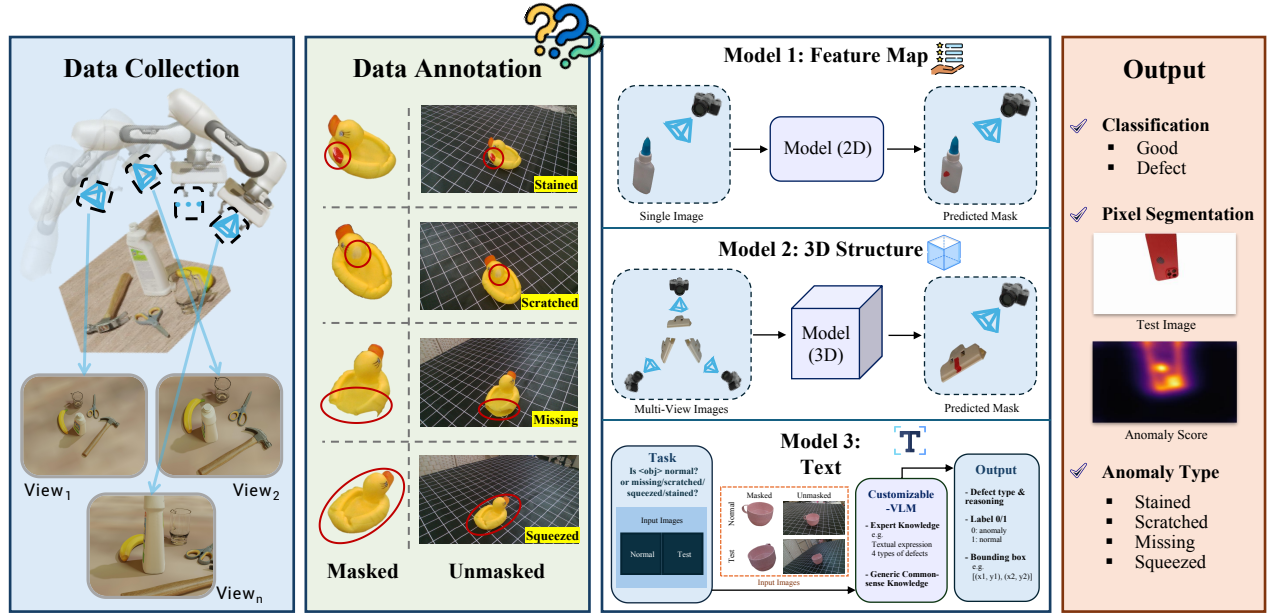 Data Collection
View1
View2
Viewn
Data Annotation
Stained
Scratched
Missing
Squeezed
Masked
Unmasked
Model 1: Feature Map
Single Image
Model (2D)
Predicted Mask
Model 2: 3D Structure
Multi-View Images
Model
(3D)
Predicted Mask
Model 3:
Text
T
Task
Is <obj> normal?
or missing/scratched/
squeezed/stained?
Input Images
Normal
Test
Masked
Unmasked
Normal
Test
Input Images
Customizable
-VLM
- Expert Knowledge
e.g.
Textual expression
4 types of defects
- Generic Common-
sense Knowledge
Output
- Defect type &
reasoning
- Label 0/1
0: anomaly
1: normal
- Bounding box
e.g.
[(x1, y1), (x2, y2)]
Output
Classification
▪ Good
▪ Defect
Pixel Segmentation
Test Image
Anomaly Score
Anomaly Type
▪ Stained
▪ Scratched
▪ Missing
▪ Squeezed